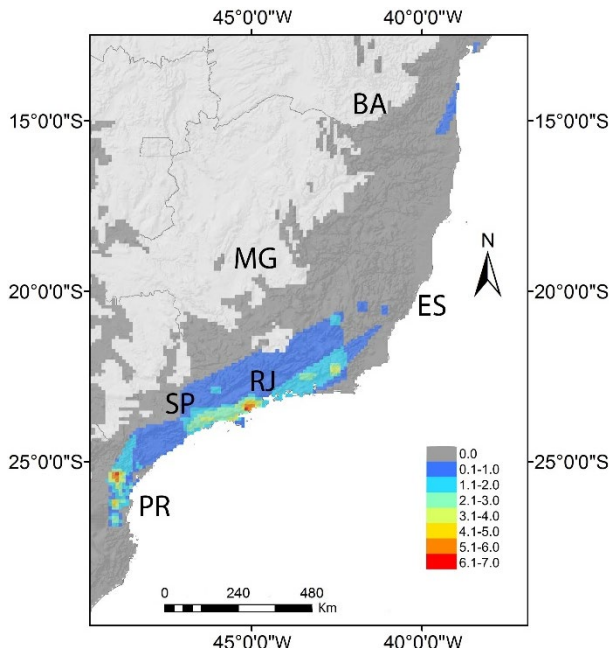 45°0'0"W 40°0'0"W
BA
15°0'0"S 15°0'0"S
N
MG
20°0'0"S 20°0'0"S
ES
RJ
SP
25°0'0"S 25°0'0"S
PR
0.0
0.1-1.0
1.1-2.0
2.1-3.0
3.1-4.0
4.1-5.0
5.1-6.0
6.1-7.0
0 240 480
Km
45°0'0"W 40°0'0"W